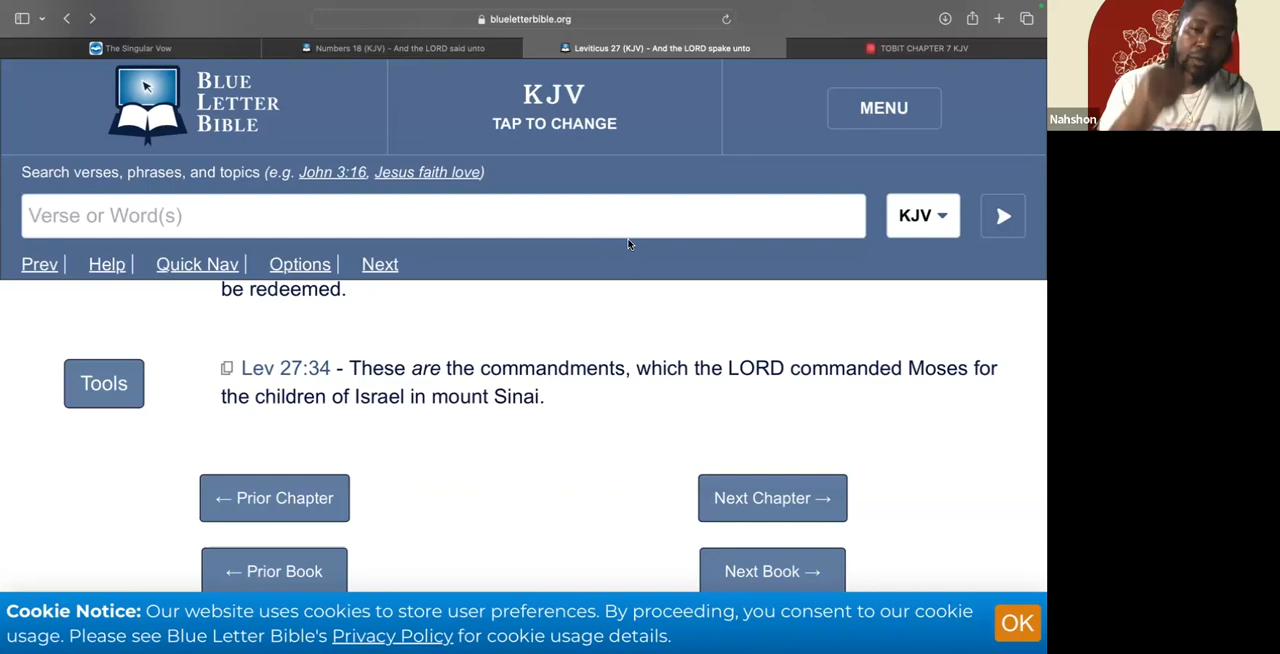 blueletterbible.org
The Singular Vow
Numbers 18 (KJV) - And the LORD said unto
Leviticus 27 (KJV) - And the LORD spake unto
TOBIT CHAPTER 7 KJV
BLUE
LETTER
BIBLE
KJV
TAP TO CHANGE
MENU
Nahshon
Search verses, phrases, and topics (e.g. John 3:16, Jesus faith love)
Verse or Word(s)
KJV
Prev | Help | Quick Nav | Options | Next
be redeemed.
Tools
Lev 27:34 - These are the commandments, which the LORD commanded Moses for
the children of Israel in mount Sinai.
← Prior Chapter
Next Chapter →
← Prior Book
Next Book →
Cookie Notice: Our website uses cookies to store user preferences. By proceeding, you consent to our cookie
usage. Please see Blue Letter Bible's Privacy Policy for cookie usage details.
OK